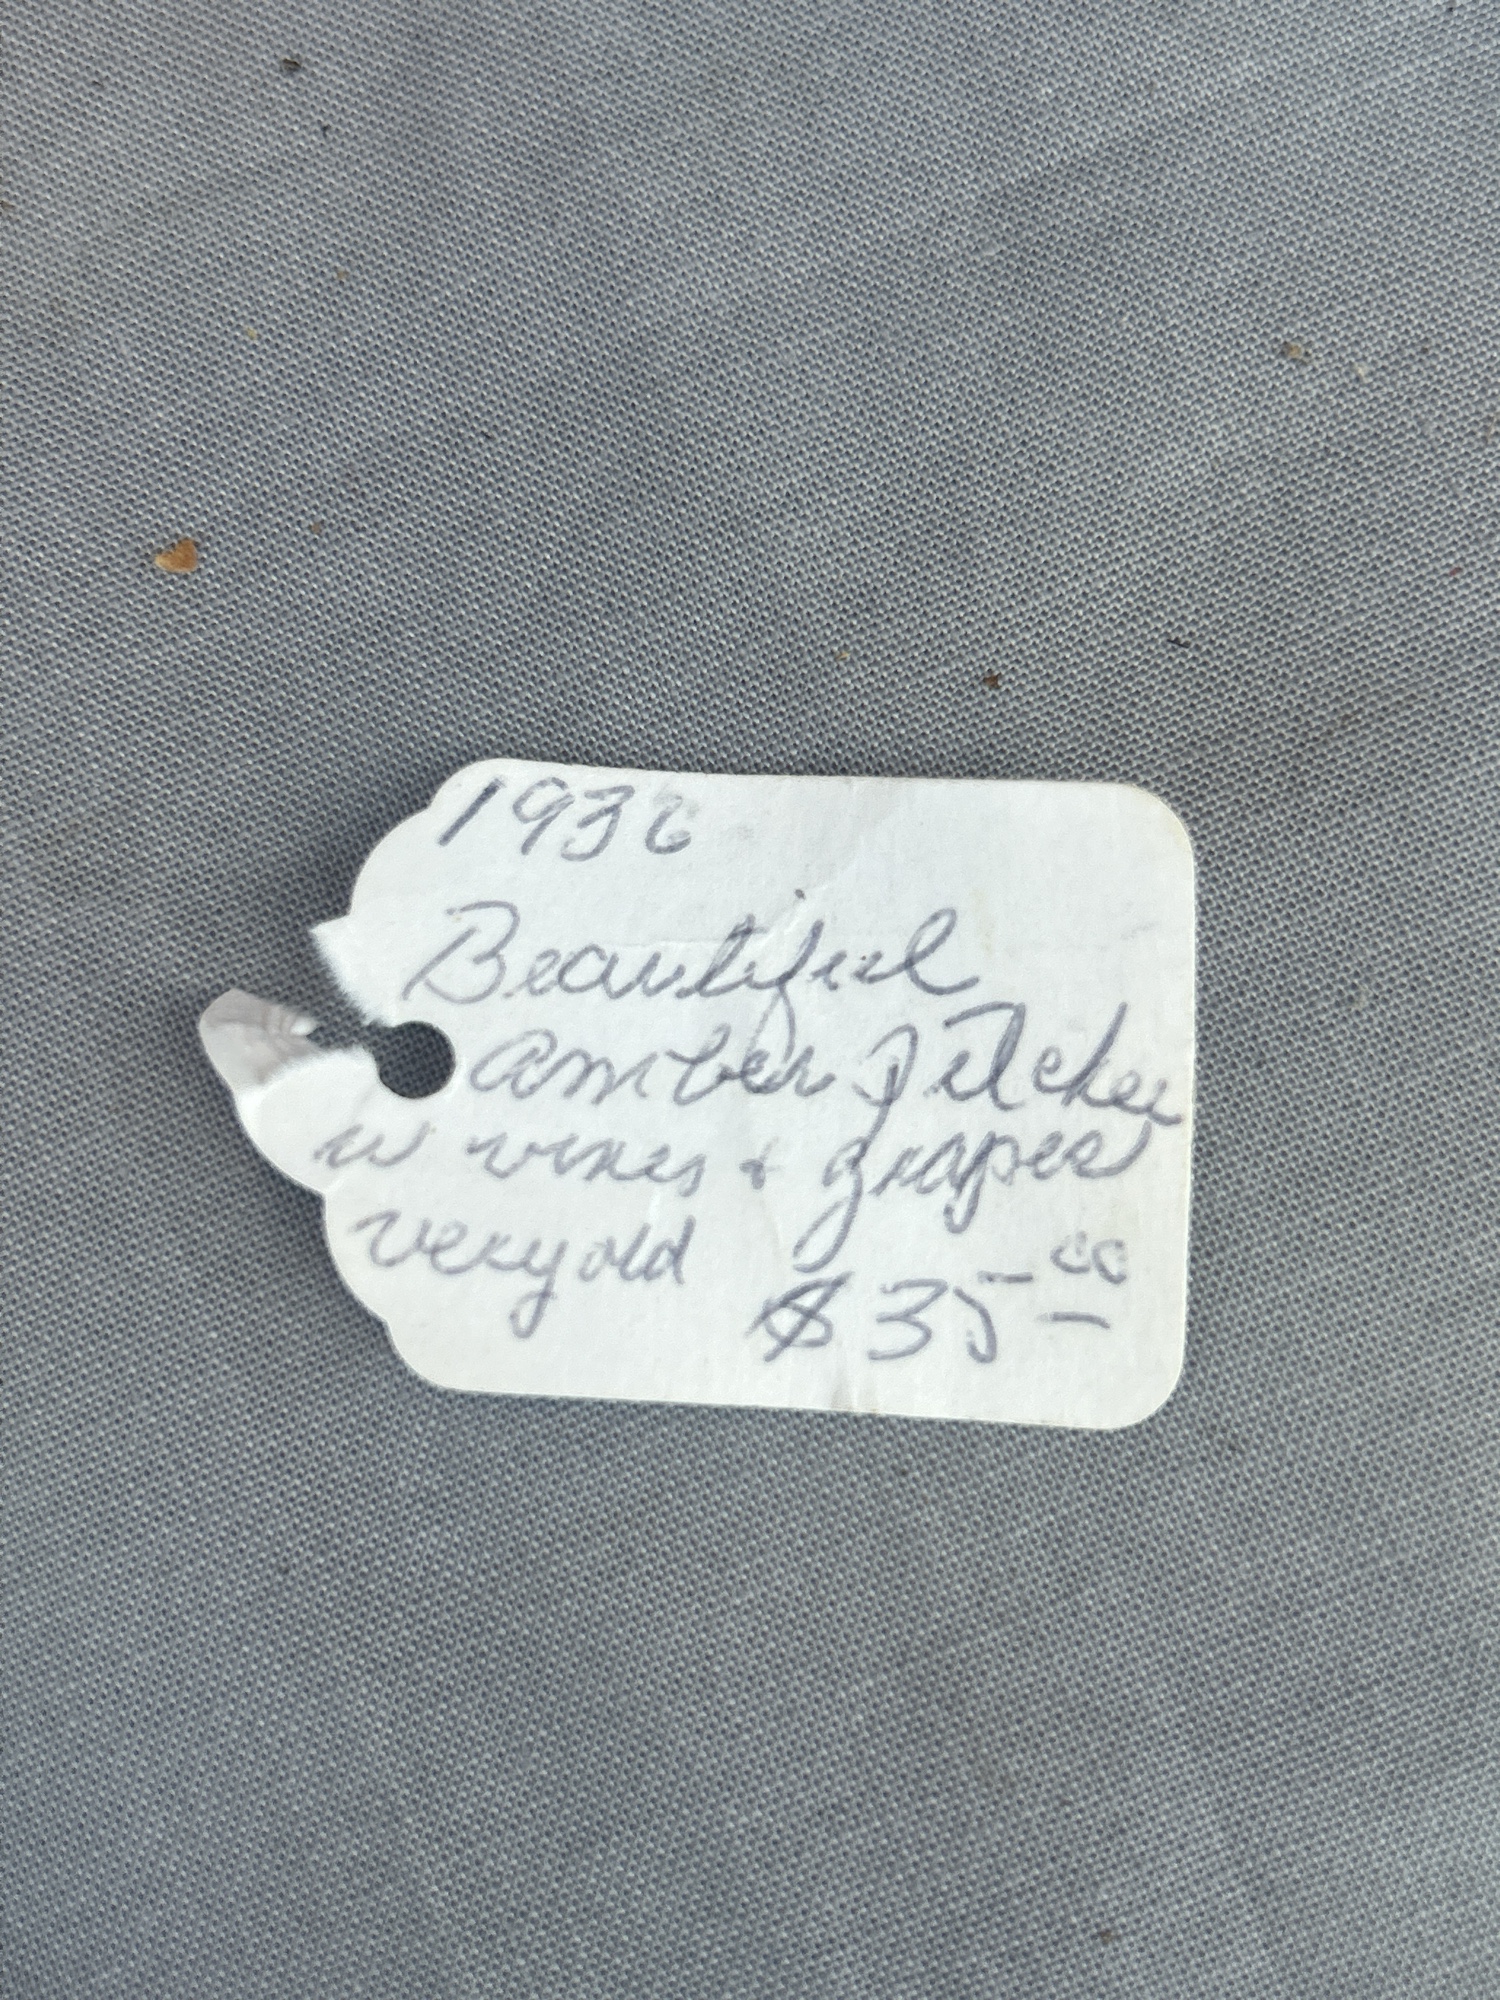 1936
Beautiful
amber pitcher
w vines + grapes
very old
$35.00